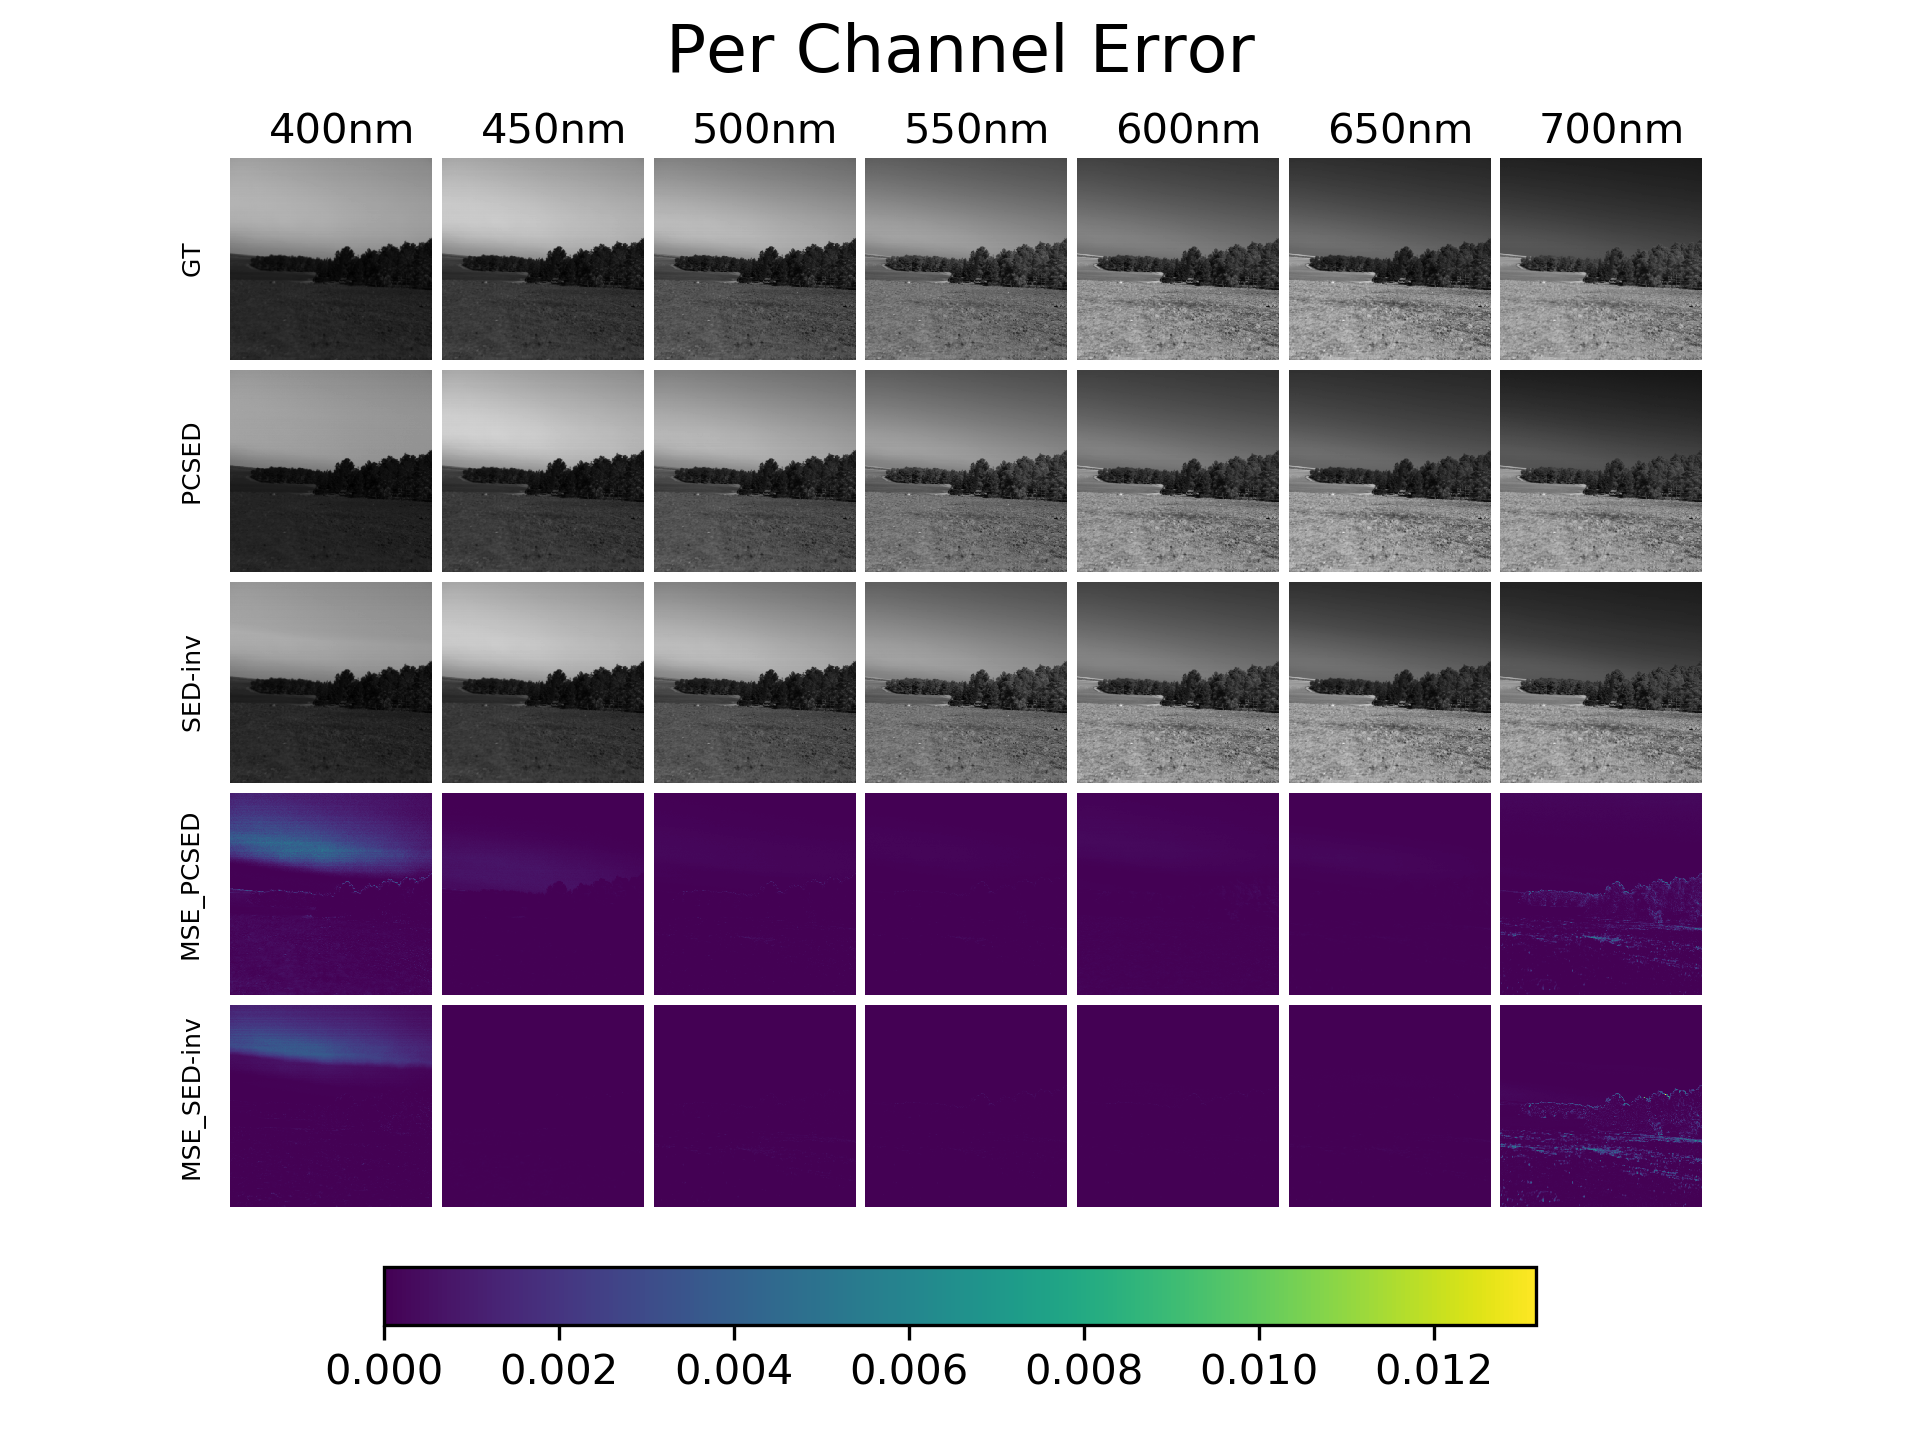 Per Channel Error
400nm 450nm 500nm 550nm 600nm 650nm 700nm
GT
PCSED
SED-inv
MSE_PCSED
MSE_SED-inv
0.000 0.002 0.004 0.006 0.008 0.010 0.012